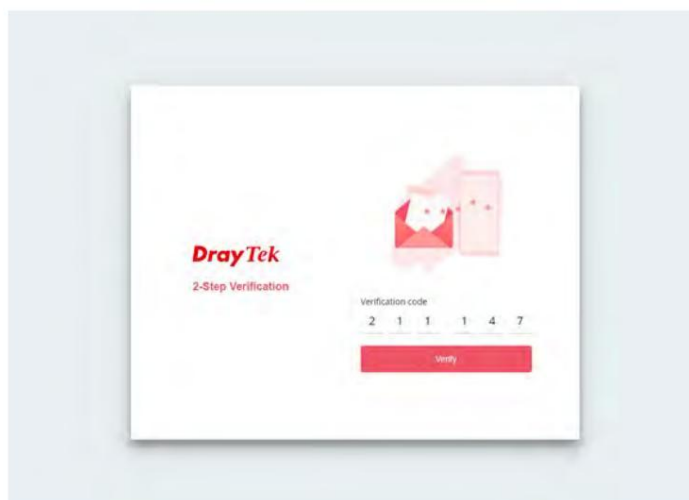 DrayTek
2-Step Verification
Verification code
2 1 1 1 4 7
Verify